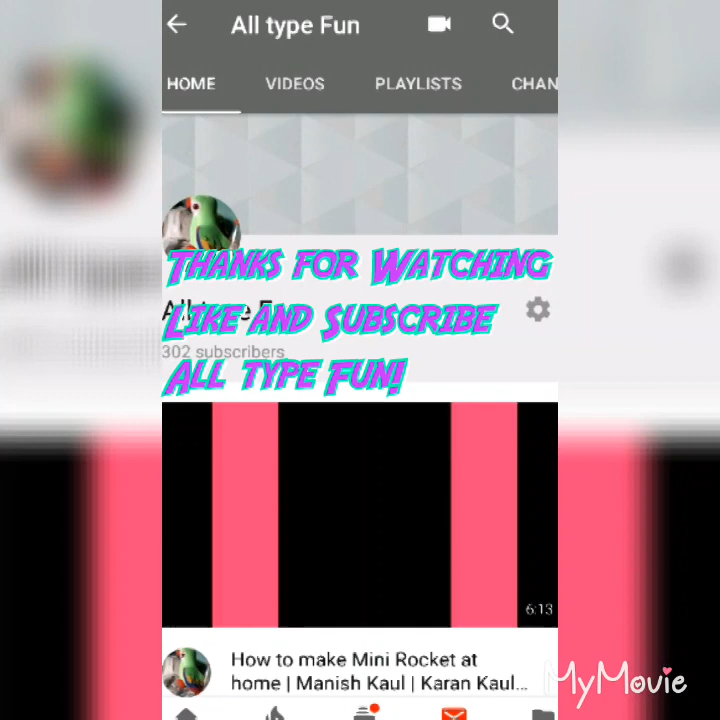 All type Fun
HOME VIDEOS PLAYLISTS CHAN
Thanks for Watching
Like and Subscribe
302 subscribers
All type Fun!
6:13
How to make Mini Rocket at
home | Manish Kaul | Karan Kaul...
MyMovie